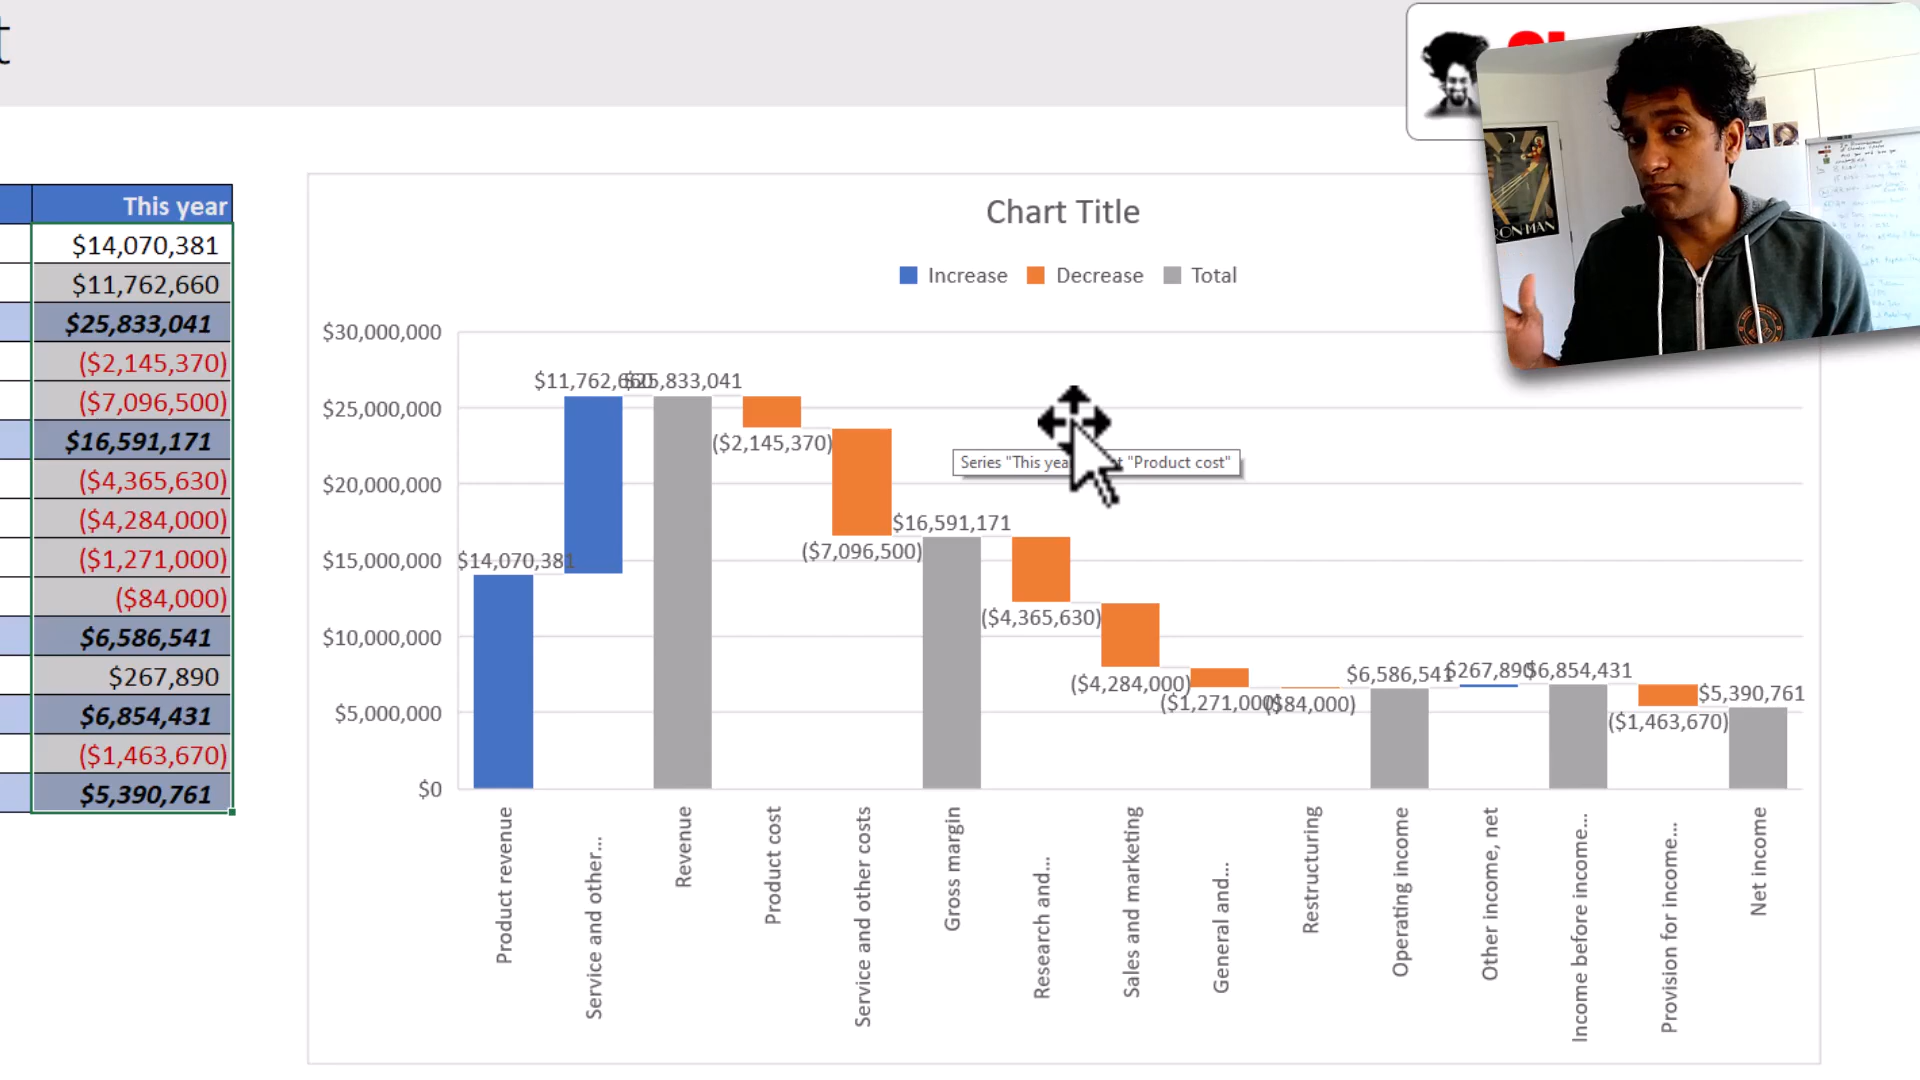 t
This year
$14,070,381
$11,762,660
$25,833,041
($2,145,370)
($7,096,500)
$16,591,171
($4,365,630)
($4,284,000)
($1,271,000)
($84,000)
$6,586,541
$267,890
$6,854,431
($1,463,670)
$5,390,761
Chart Title
Increase Decrease Total
$30,000,000
$25,000,000
$20,000,000
$15,000,000
$10,000,000
$5,000,000
$0
$14,070,381
$11,762,660
$25,833,041
($2,145,370)
($7,096,500)
$16,591,171
($4,365,630)
($4,284,000)
($1,271,000)
($84,000)
$6,586,541
$267,890
$6,854,431
($1,463,670)
$5,390,761
Series "This yea "Product cost"
Product revenue
Service and other...
Revenue
Product cost
Service and other costs
Gross margin
Research and...
Sales and marketing
General and...
Restructuring
Operating income
Other income, net
Income before income...
Provision for income...
Net income
RON MAN